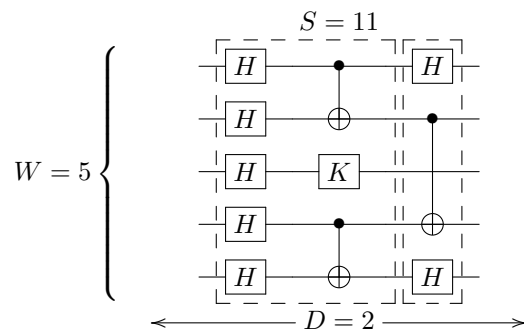 S = 11
H H
H
W = 5 H K
H
H H
D = 2